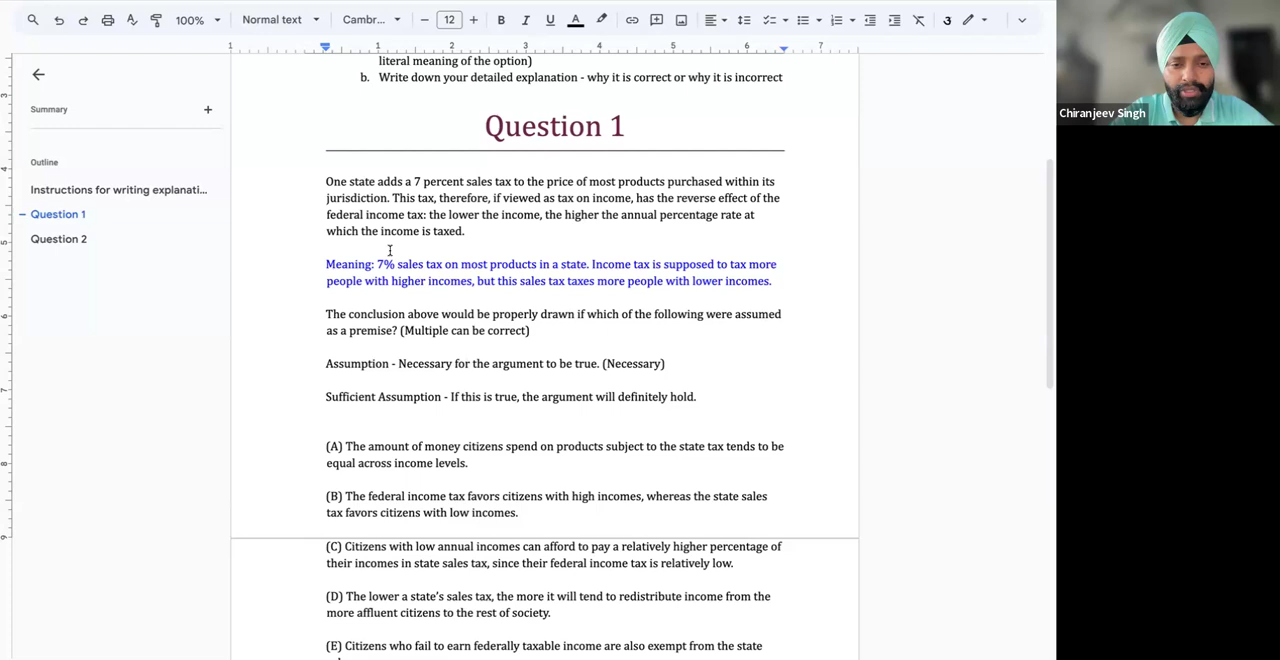 100%
Normal text
Cambr...
12
1 1 2 3 4 5 6 7
literal meaning of the option)
b. Write down your detailed explanation - why it is correct or why it is incorrect
Chiranjeev Singh
Summary
Outline
Instructions for writing explanati...
Question 1
Question 2
3
4
5
6
7
8
9
Question 1
One state adds a 7 percent sales tax to the price of most products purchased within its
jurisdiction. This tax, therefore, if viewed as tax on income, has the reverse effect of the
federal income tax: the lower the income, the higher the annual percentage rate at
which the income is taxed.
Meaning: 7% sales tax on most products in a state. Income tax is supposed to tax more
people with higher incomes, but this sales tax taxes more people with lower incomes.
The conclusion above would be properly drawn if which of the following were assumed
as a premise? (Multiple can be correct)
Assumption - Necessary for the argument to be true. (Necessary)
Sufficient Assumption - If this is true, the argument will definitely hold.
(A) The amount of money citizens spend on products subject to the state tax tends to be
equal across income levels.
(B) The federal income tax favors citizens with high incomes, whereas the state sales
tax favors citizens with low incomes.
(C) Citizens with low annual incomes can afford to pay a relatively higher percentage of
their incomes in state sales tax, since their federal income tax is relatively low.
(D) The lower a state's sales tax, the more it will tend to redistribute income from the
more affluent citizens to the rest of society.
(E) Citizens who fail to earn federally taxable income are also exempt from the state